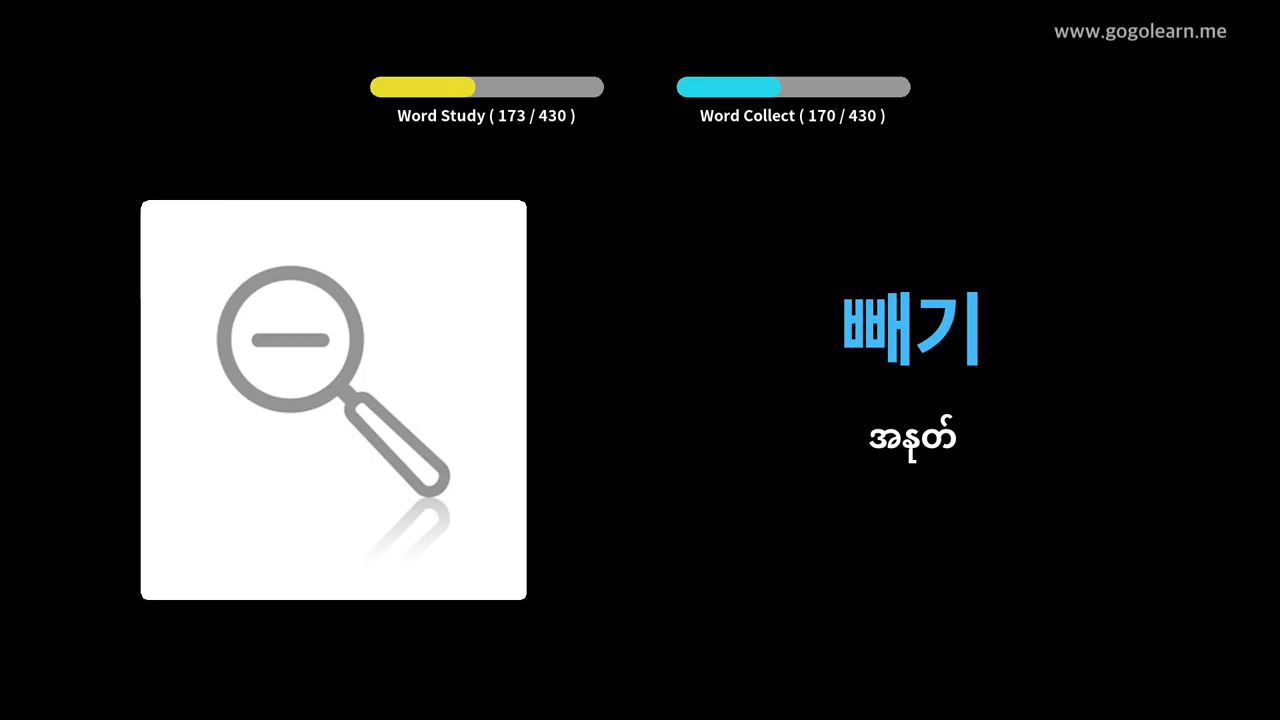 www.gogolearn.me
Word Study ( 173 / 430 )
Word Collect ( 170 / 430 )
빼기
အနုတ်